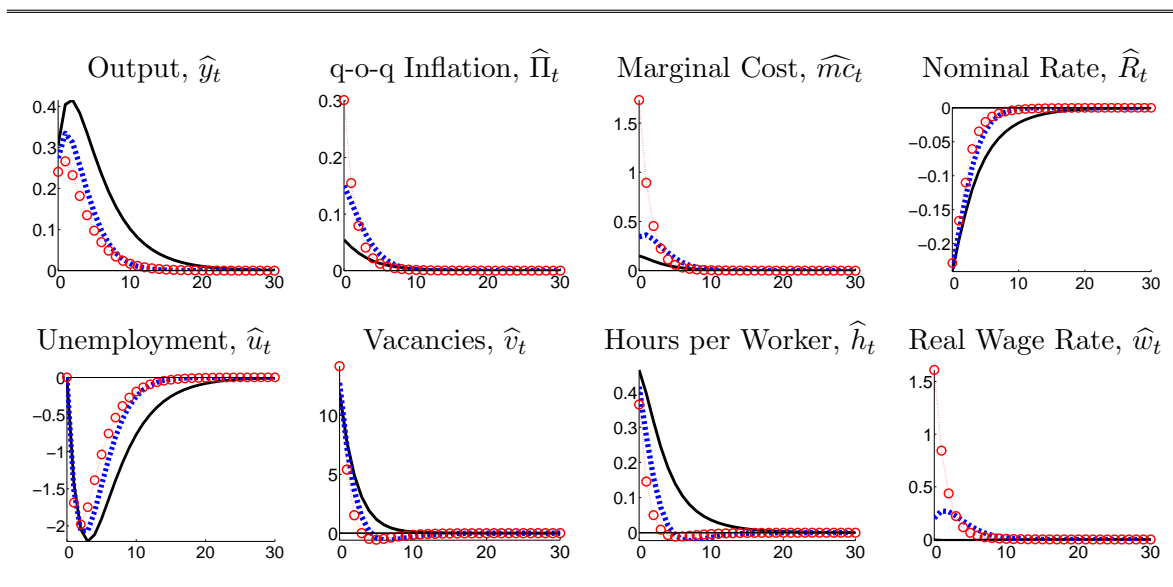 Output, ŷ_t
q-o-q Inflation, Π̂_t
Marginal Cost, m̂c_t
Nominal Rate, R̂_t
0.4
0.3
0.2
0.1
0
0 10 20 30
0.3
0.2
0.1
0
0 10 20 30
1.5
1
0.5
0
0 10 20 30
0
−0.05
−0.1
−0.15
−0.2
0 10 20 30
Unemployment, û_t
Vacancies, v̂_t
Hours per Worker, ĥ_t
Real Wage Rate, ŵ_t
0
−0.5
−1
−1.5
−2
0 10 20 30
10
5
0
0 10 20 30
0.4
0.3
0.2
0.1
0
0 10 20 30
1.5
1
0.5
0
0 10 20 30